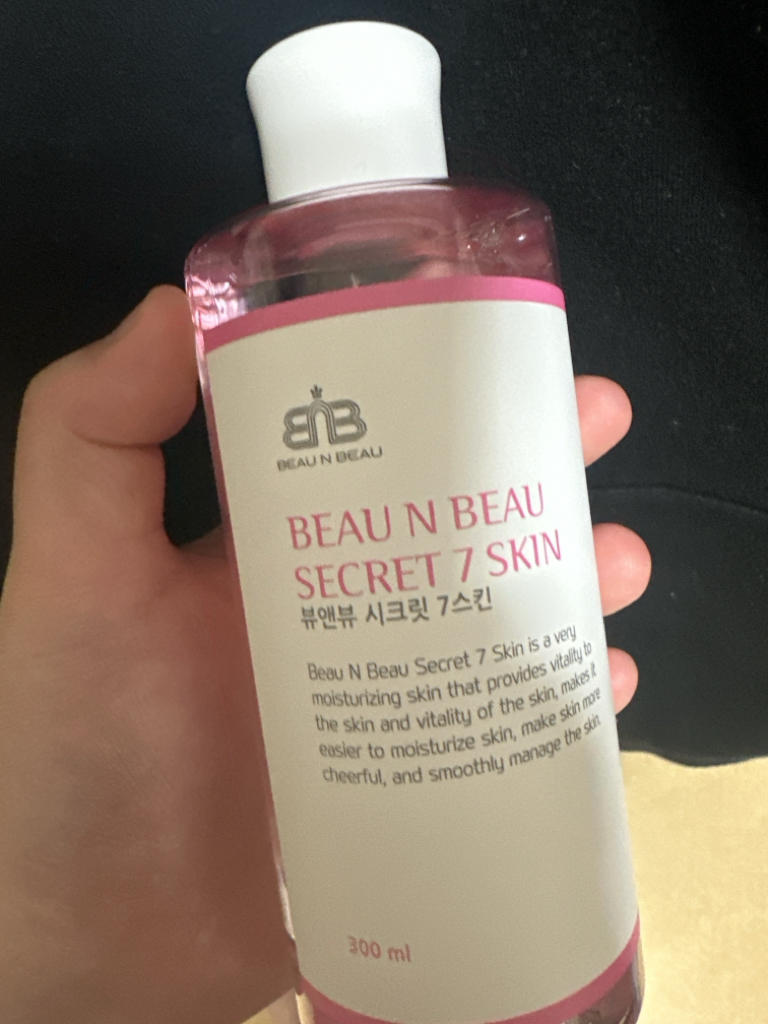 BNB
BEAU N BEAU
BEAU N BEAU
SECRET 7 SKIN
뷰앤뷰 시크릿 7스킨
Beau N Beau Secret 7 Skin is a very
moisturizing skin that provides vitality to
the skin and vitality of the skin, makes it
easier to moisturize skin, make skin more
cheerful, and smoothly manage the skin.
300 ml